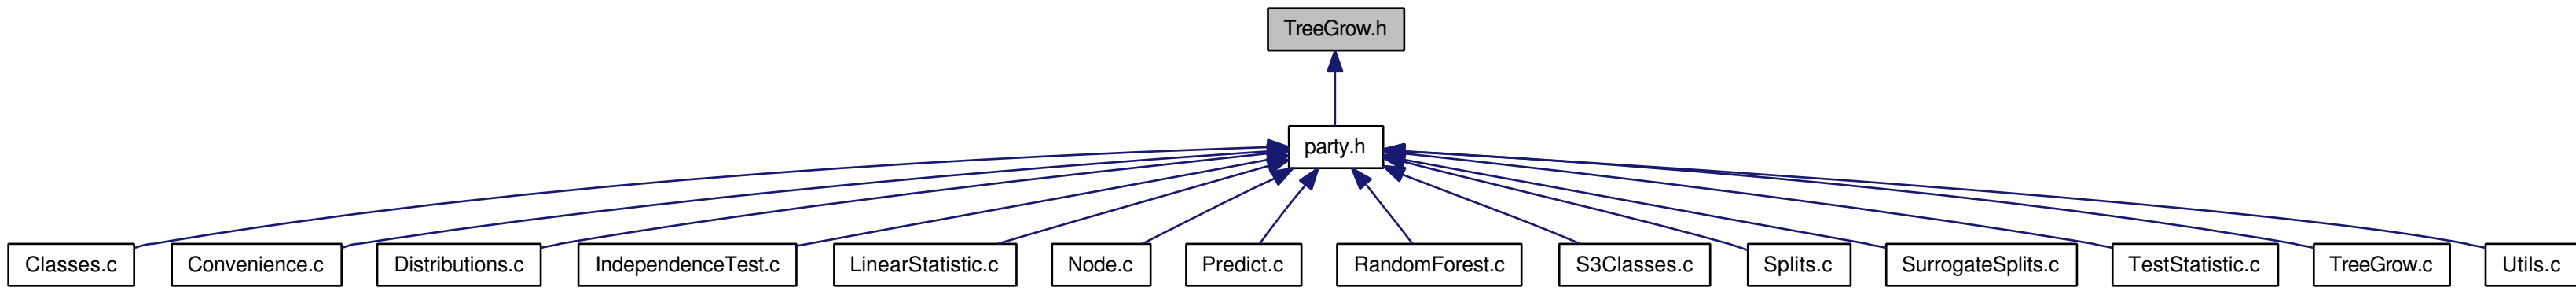 TreeGrow.h
party.h
Classes.c
Convenience.c
Distributions.c
IndependenceTest.c
LinearStatistic.c
Node.c
Predict.c
RandomForest.c
S3Classes.c
Splits.c
SurrogateSplits.c
TestStatistic.c
TreeGrow.c
Utils.c